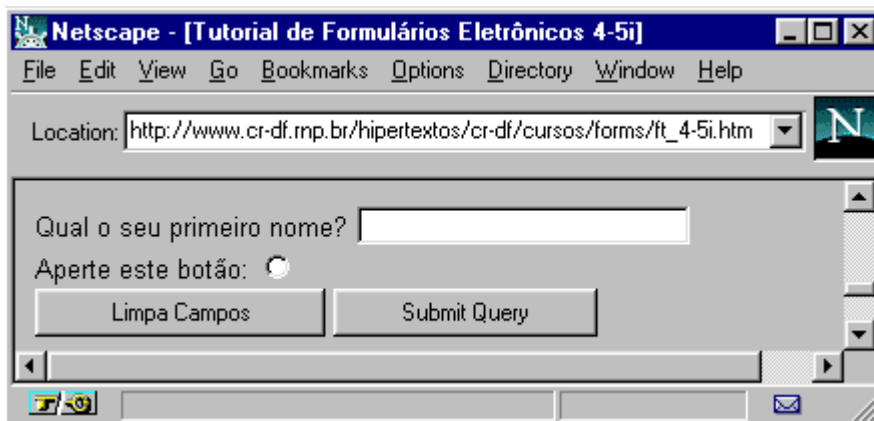 Netscape - [Tutorial de Formulários Eletrônicos 4-5i]
File Edit View Go Bookmarks Options Directory Window Help
Location: http://www.cr-df.rnp.br/hipertextos/cr-df/cursos/forms/ft_4-5i.htm
N
Qual o seu primeiro nome?
Aperte este botão:
Limpa Campos Submit Query